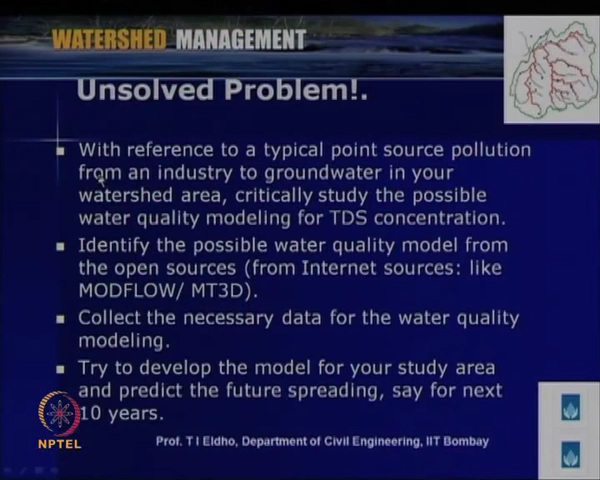 WATERSHED MANAGEMENT
Unsolved Problem!.
With reference to a typical point source pollution
from an industry to groundwater in your
watershed area, critically study the possible
water quality modeling for TDS concentration.
Identify the possible water quality model from
the open sources (from Internet sources: like
MODFLOW/ MT3D).
Collect the necessary data for the water quality
modeling.
Try to develop the model for your study area
and predict the future spreading, say for next
10 years.
NPTEL
Prof. T I Eldho, Department of Civil Engineering, IIT Bombay